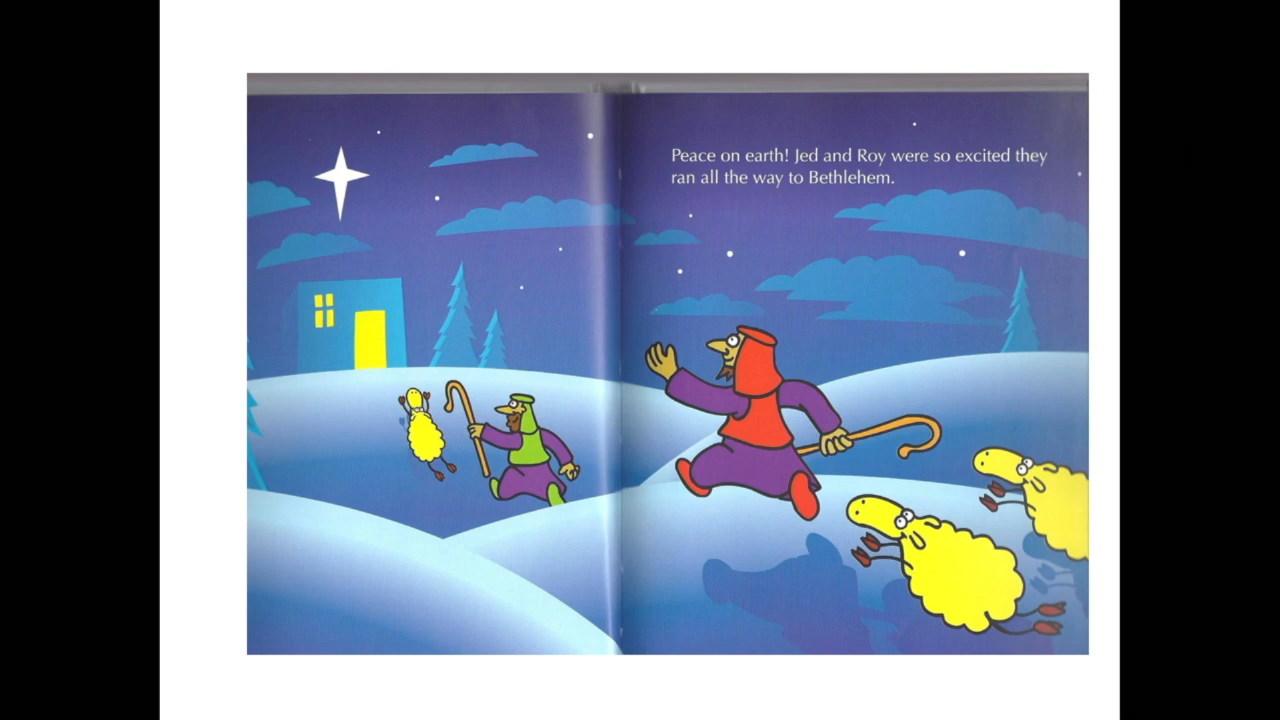 Peace on earth! Jed and Roy were so excited they
ran all the way to Bethlehem.